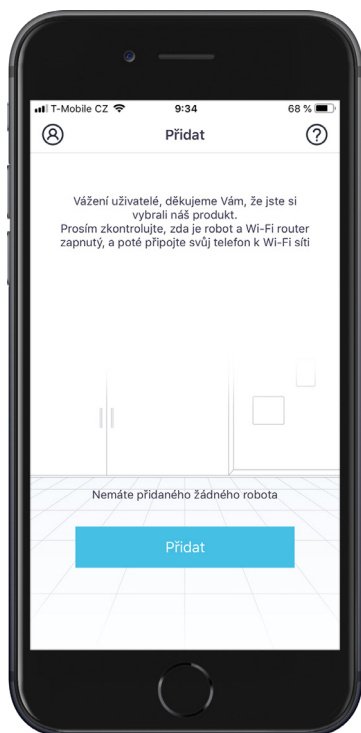 T-Mobile CZ 9:34 68 %
Přidat
Vážení uživatelé, děkujeme Vám, že jste si
vybrali náš produkt.
Prosím zkontrolujte, zda je robot a Wi-Fi router
zapnutý, a poté připojte svůj telefon k Wi-Fi síti
Nemáte přidaného žádného robota
Přidat